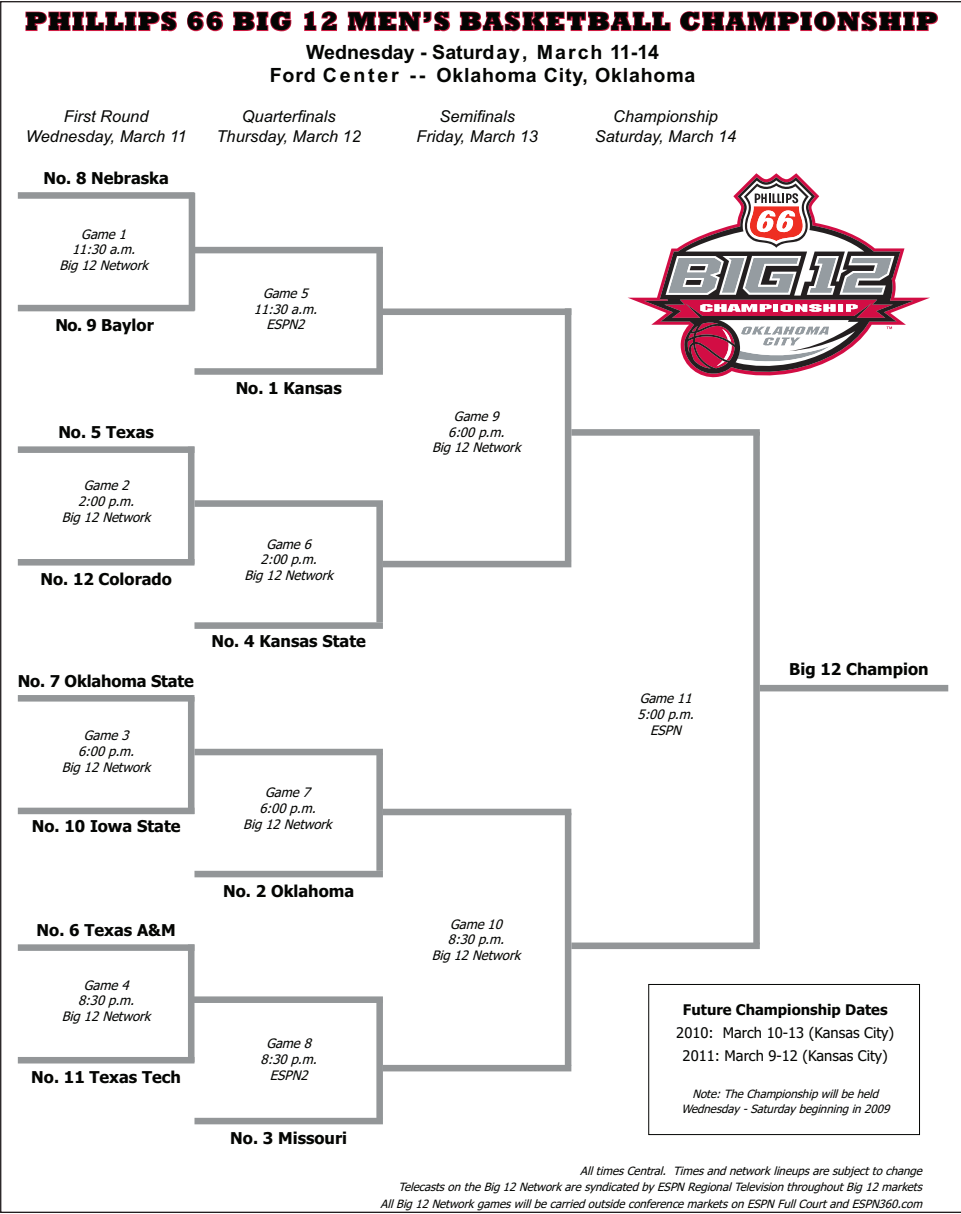 PHILLIPS 66 BIG 12 MEN'S BASKETBALL CHAMPIONSHIP
Wednesday - Saturday, March 11-14
Ford Center -- Oklahoma City, Oklahoma
First Round
Wednesday, March 11
Quarterfinals
Thursday, March 12
Semifinals
Friday, March 13
Championship
Saturday, March 14
No. 8 Nebraska
Game 1
11:30 a.m.
Big 12 Network
No. 9 Baylor
Game 5
11:30 a.m.
ESPN2
No. 1 Kansas
No. 5 Texas
Game 2
2:00 p.m.
Big 12 Network
No. 12 Colorado
Game 6
2:00 p.m.
Big 12 Network
No. 4 Kansas State
Game 9
6:00 p.m.
Big 12 Network
PHILLIPS
66
BIG 12
CHAMPIONSHIP
OKLAHOMA
CITY
™
No. 7 Oklahoma State
Game 3
6:00 p.m.
Big 12 Network
No. 10 Iowa State
Game 7
6:00 p.m.
Big 12 Network
No. 2 Oklahoma
No. 6 Texas A&M
Game 4
8:30 p.m.
Big 12 Network
No. 11 Texas Tech
Game 8
8:30 p.m.
ESPN2
No. 3 Missouri
Game 10
8:30 p.m.
Big 12 Network
Game 11
5:00 p.m.
ESPN
Big 12 Champion
Future Championship Dates
2010: March 10-13 (Kansas City)
2011: March 9-12 (Kansas City)
Note: The Championship will be held
Wednesday - Saturday beginning in 2009
All times Central. Times and network lineups are subject to change
Telecasts on the Big 12 Network are syndicated by ESPN Regional Television throughout Big 12 markets
All Big 12 Network games will be carried outside conference markets on ESPN Full Court and ESPN360.com